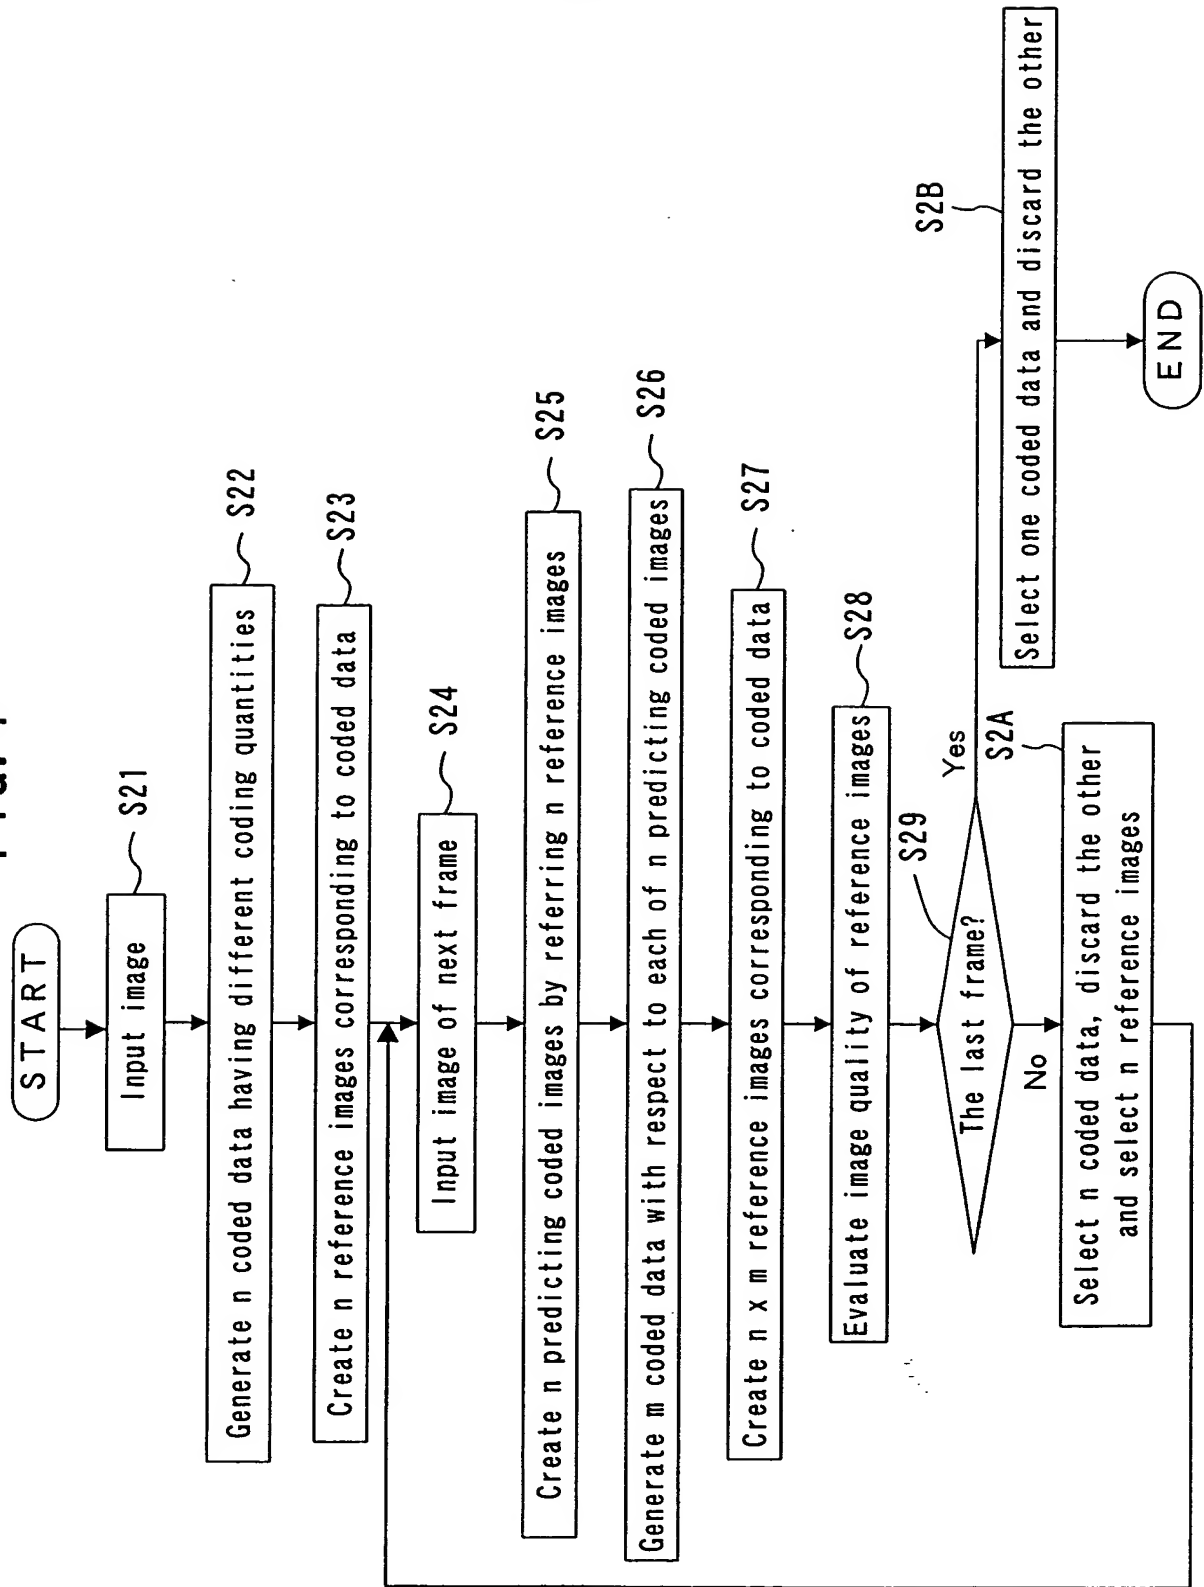 START
Input image
S21
Generate n coded data having different coding quantities
S22
Create n reference images corresponding to coded data
S23
Input image of next frame
S24
Create n predicting coded images by referring n reference images
S25
Generate m coded data with respect to each of n predicting coded images
S26
Create n x m reference images corresponding to coded data
S27
Evaluate image quality of reference images
S28
The last frame?
S29
Yes
No
Select n coded data, discard the other
and select n reference images
S2A
Select one coded data and discard the other
S2B
END